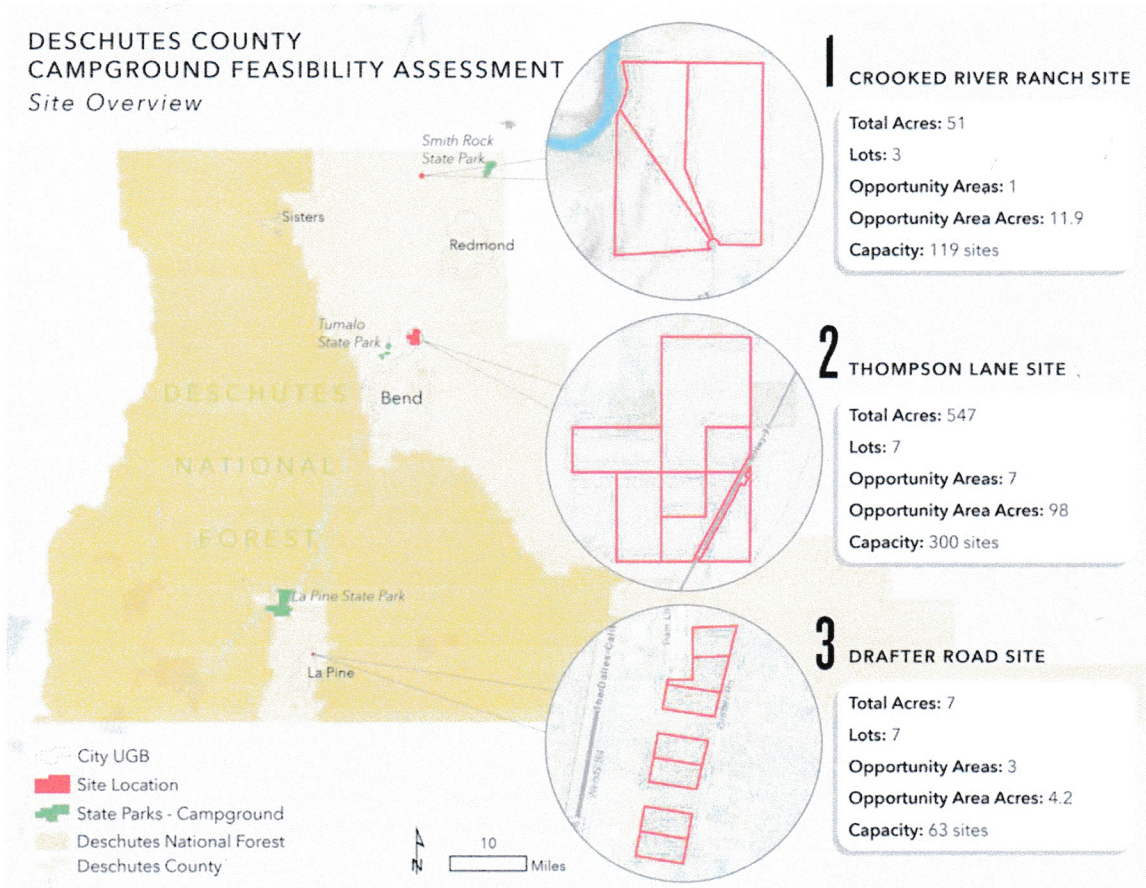 DESCHUTES COUNTY
CAMPGROUND FEASIBILITY ASSESSMENT
Site Overview
Smith Rock
State Park
Sisters
Redmond
Tumalo
State Park
Bend
DESCHUTES
NATIONAL
FOREST
La Pine State Park
La Pine
City UGB
Site Location
State Parks - Campground
Deschutes National Forest
Deschutes County
N
10
Miles
1
CROOKED RIVER RANCH SITE
Total Acres: 51
Lots: 3
Opportunity Areas: 1
Opportunity Area Acres: 11.9
Capacity: 119 sites
2
THOMPSON LANE SITE
Total Acres: 547
Lots: 7
Opportunity Areas: 7
Opportunity Area Acres: 98
Capacity: 300 sites
The Dalles-Calif
Wendy Rd
3
DRAFTER ROAD SITE
Total Acres: 7
Lots: 7
Opportunity Areas: 3
Opportunity Area Acres: 4.2
Capacity: 63 sites